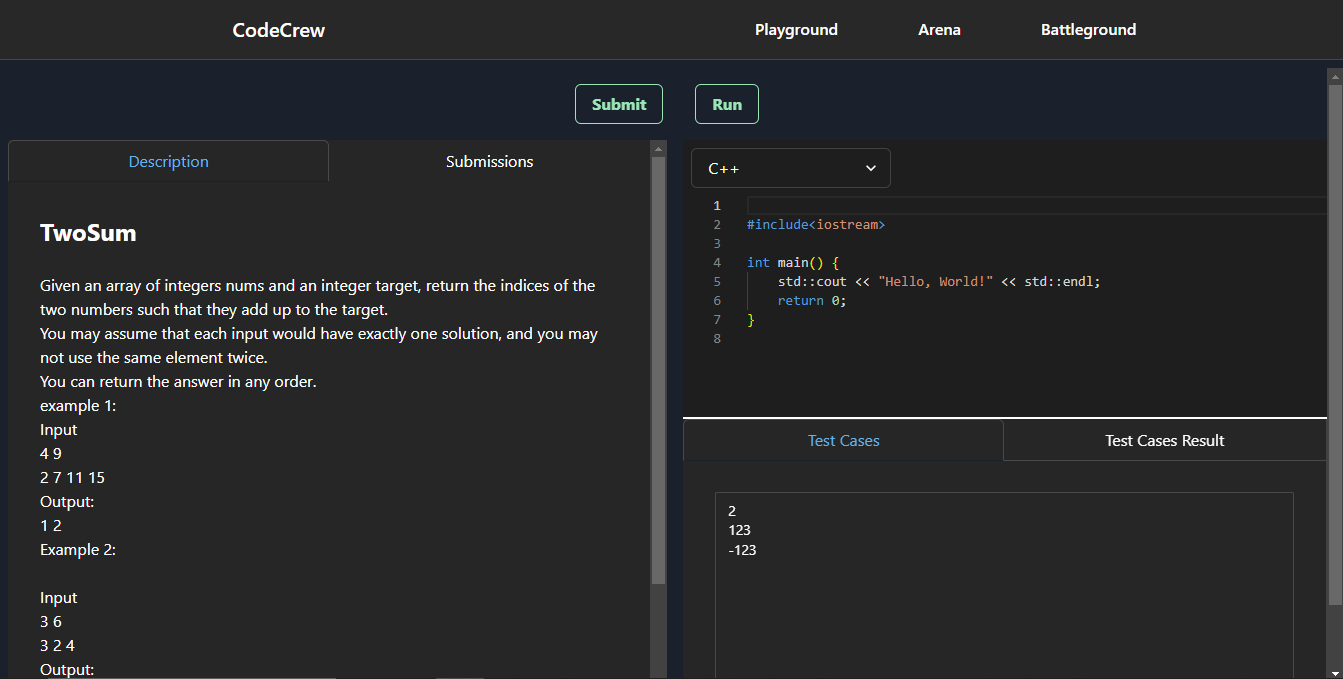 CodeCrew
Playground
Arena
Battleground
Submit
Run
Description
Submissions
TwoSum
Given an array of integers nums and an integer target, return the indices of the
two numbers such that they add up to the target.
You may assume that each input would have exactly one solution, and you may
not use the same element twice.
You can return the answer in any order.
example 1:
Input
4 9
2 7 11 15
Output:
1 2
Example 2:
Input
3 6
3 2 4
Output:
C++
1
2 #include<iostream>
3
4 int main() {
5     std::cout << "Hello, World!" << std::endl;
6     return 0;
7 }
8
Test Cases
Test Cases Result
2
123
-123